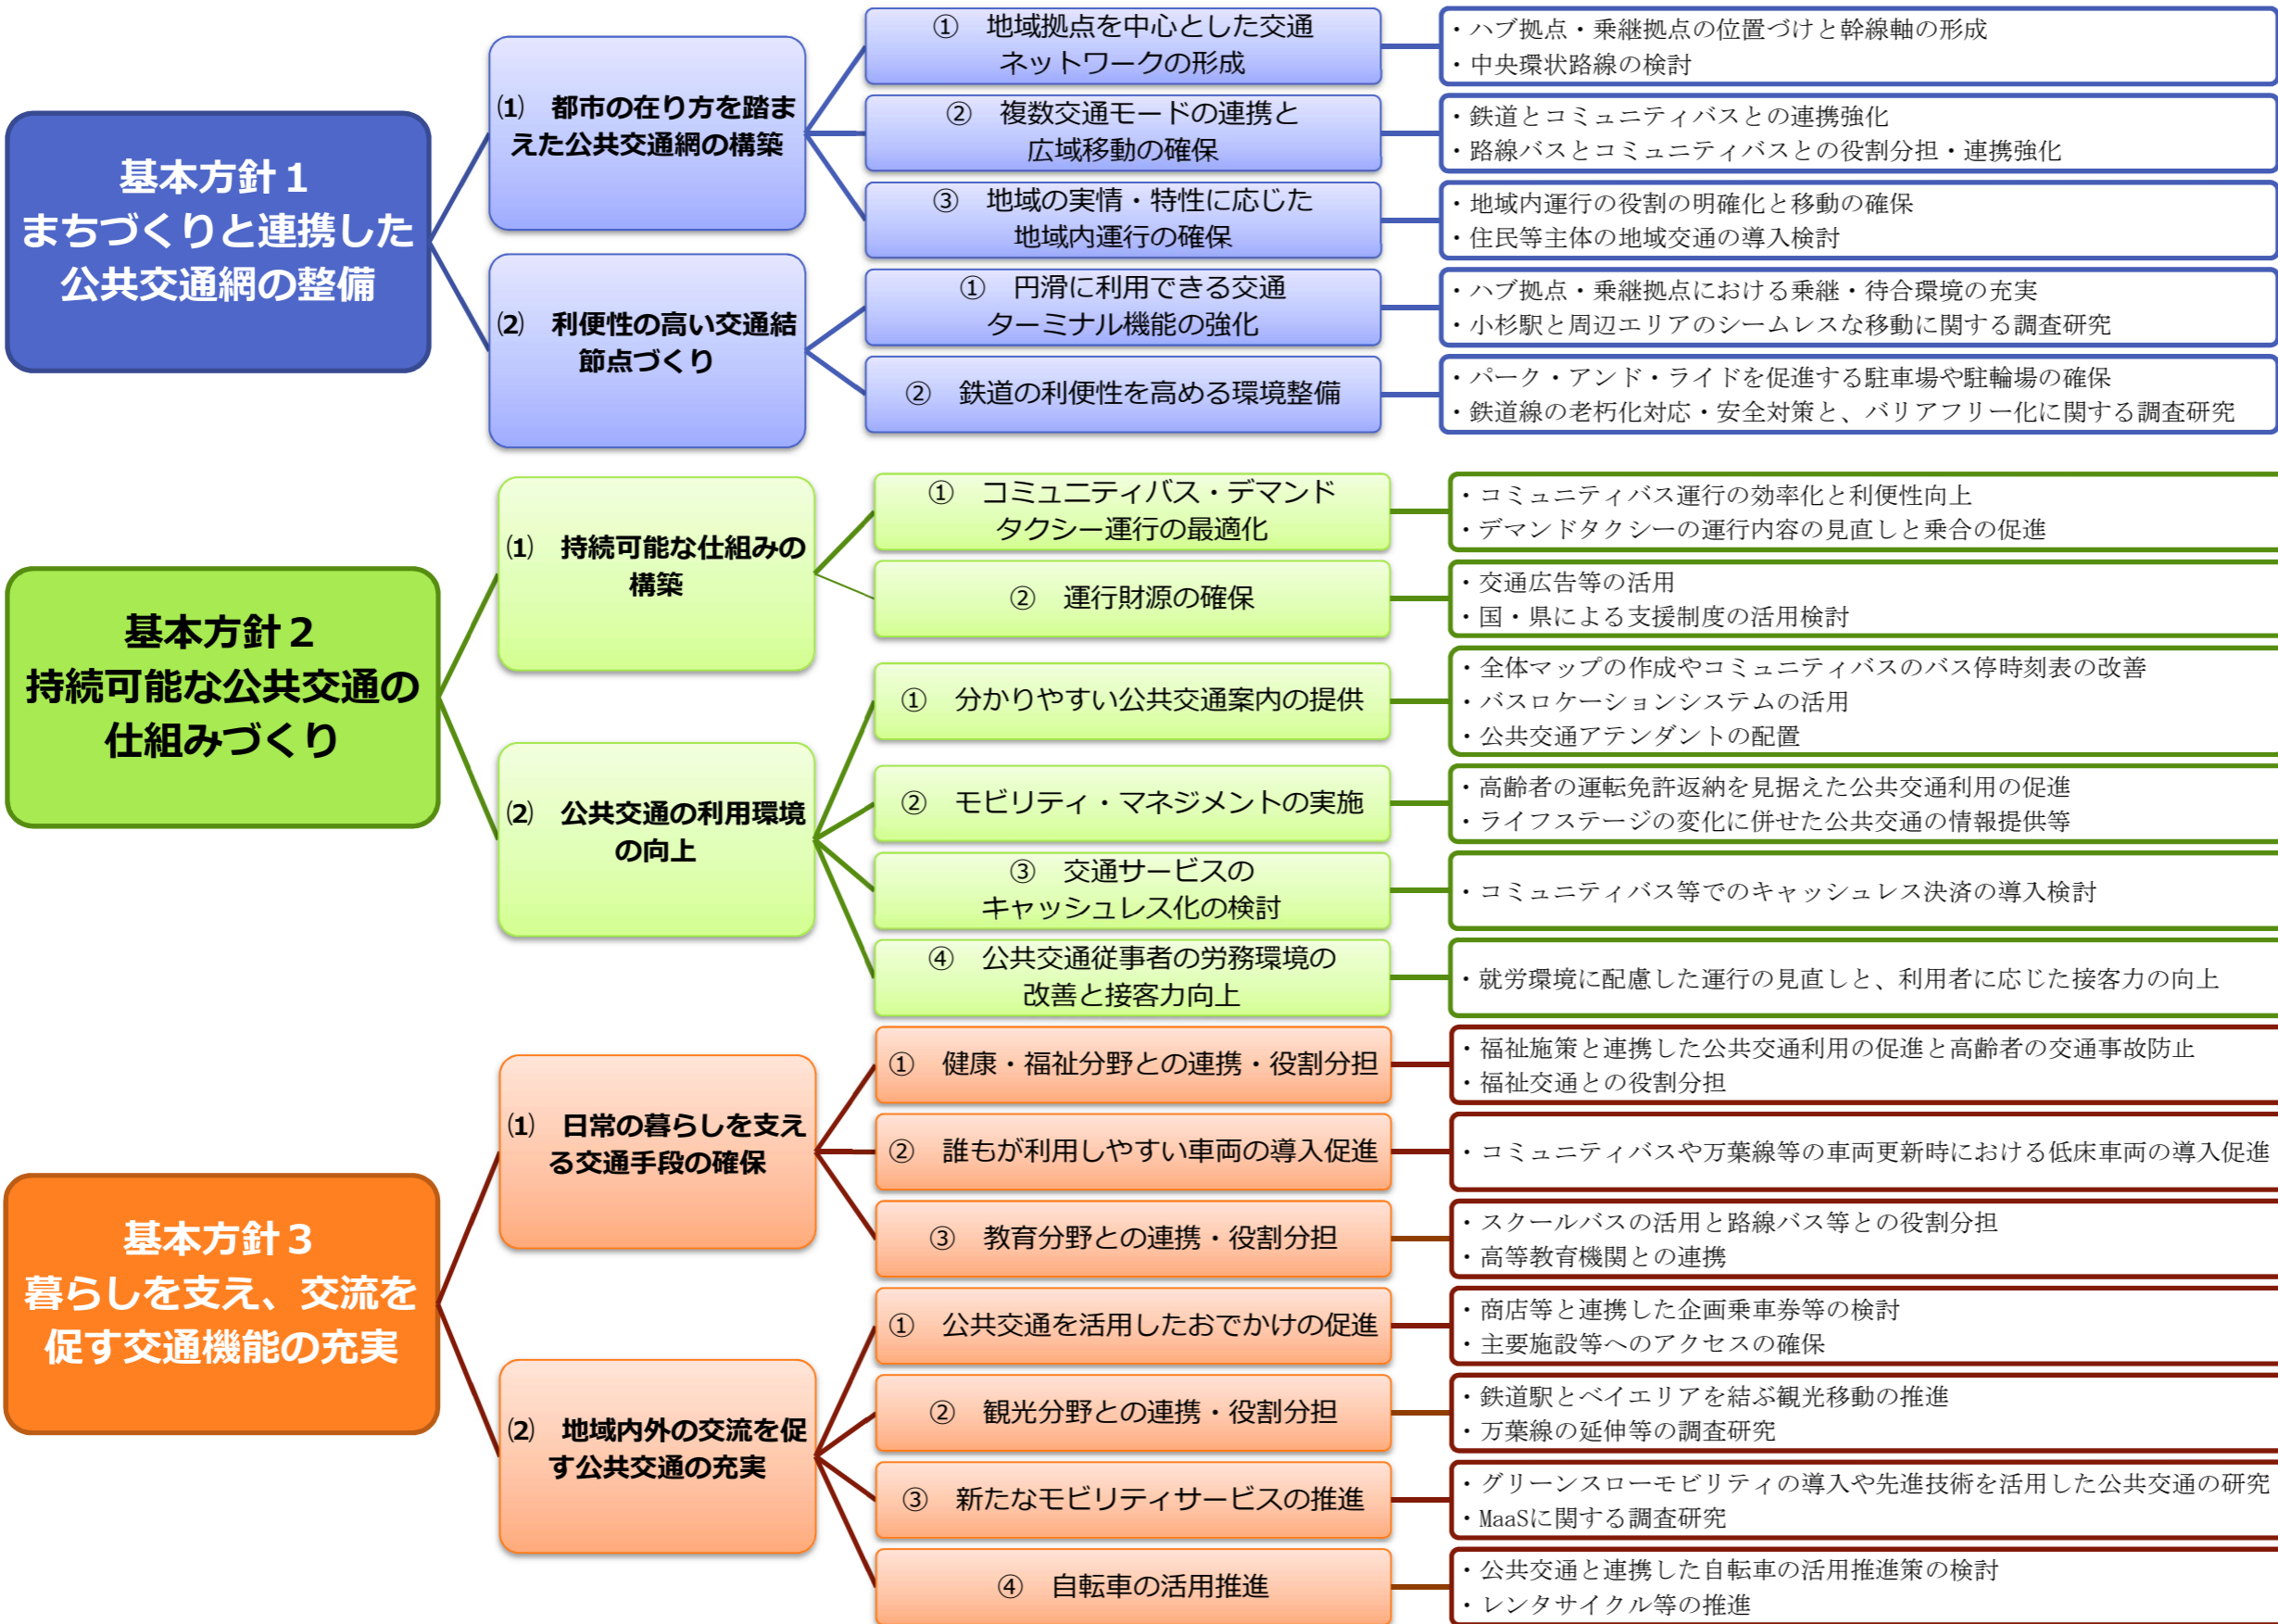 基本方針１
まちづくりと連携した
公共交通網の整備
⑴　都市の在り方を踏ま
えた公共交通網の構築
①　地域拠点を中心とした交通
ネットワークの形成
・ハブ拠点・乗継拠点の位置づけと幹線軸の形成
・中央環状路線の検討
②　複数交通モードの連携と
広域移動の確保
・鉄道とコミュニティバスとの連携強化
・路線バスとコミュニティバスとの役割分担・連携強化
③　地域の実情・特性に応じた
地域内運行の確保
・地域内運行の役割の明確化と移動の確保
・住民等主体の地域交通の導入検討
⑵　利便性の高い交通結
節点づくり
①　円滑に利用できる交通
ターミナル機能の強化
・ハブ拠点・乗継拠点における乗継・待合環境の充実
・小杉駅と周辺エリアのシームレスな移動に関する調査研究
②　鉄道の利便性を高める環境整備
・パーク・アンド・ライドを促進する駐車場や駐輪場の確保
・鉄道線の老朽化対応・安全対策と、バリアフリー化に関する調査研究
基本方針２
持続可能な公共交通の
仕組みづくり
⑴　持続可能な仕組みの
構築
①　コミュニティバス・デマンド
タクシー運行の最適化
・コミュニティバス運行の効率化と利便性向上
・デマンドタクシーの運行内容の見直しと乗合の促進
②　運行財源の確保
・交通広告等の活用
・国・県による支援制度の活用検討
⑵　公共交通の利用環境
の向上
①　分かりやすい公共交通案内の提供
・全体マップの作成やコミュニティバスのバス停時刻表の改善
・バスロケーションシステムの活用
・公共交通アテンダントの配置
②　モビリティ・マネジメントの実施
・高齢者の運転免許返納を見据えた公共交通利用の促進
・ライフステージの変化に併せた公共交通の情報提供等
③　交通サービスの
キャッシュレス化の検討
・コミュニティバス等でのキャッシュレス決済の導入検討
④　公共交通従事者の労務環境の
改善と接客力向上
・就労環境に配慮した運行の見直しと、利用者に応じた接客力の向上
基本方針３
暮らしを支え、交流を
促す交通機能の充実
⑴　日常の暮らしを支え
る交通手段の確保
①　健康・福祉分野との連携・役割分担
・福祉施策と連携した公共交通利用の促進と高齢者の交通事故防止
・福祉交通との役割分担
②　誰もが利用しやすい車両の導入促進
・コミュニティバスや万葉線等の車両更新時における低床車両の導入促進
③　教育分野との連携・役割分担
・スクールバスの活用と路線バス等との役割分担
・高等教育機関との連携
⑵　地域内外の交流を促
す公共交通の充実
①　公共交通を活用したおでかけの促進
・商店等と連携した企画乗車券等の検討
・主要施設等へのアクセスの確保
②　観光分野との連携・役割分担
・鉄道駅とベイエリアを結ぶ観光移動の推進
・万葉線の延伸等の調査研究
③　新たなモビリティサービスの推進
・グリーンスローモビリティの導入や先進技術を活用した公共交通の研究
・MaaSに関する調査研究
④　自転車の活用推進
・公共交通と連携した自転車の活用推進策の検討
・レンタサイクル等の推進